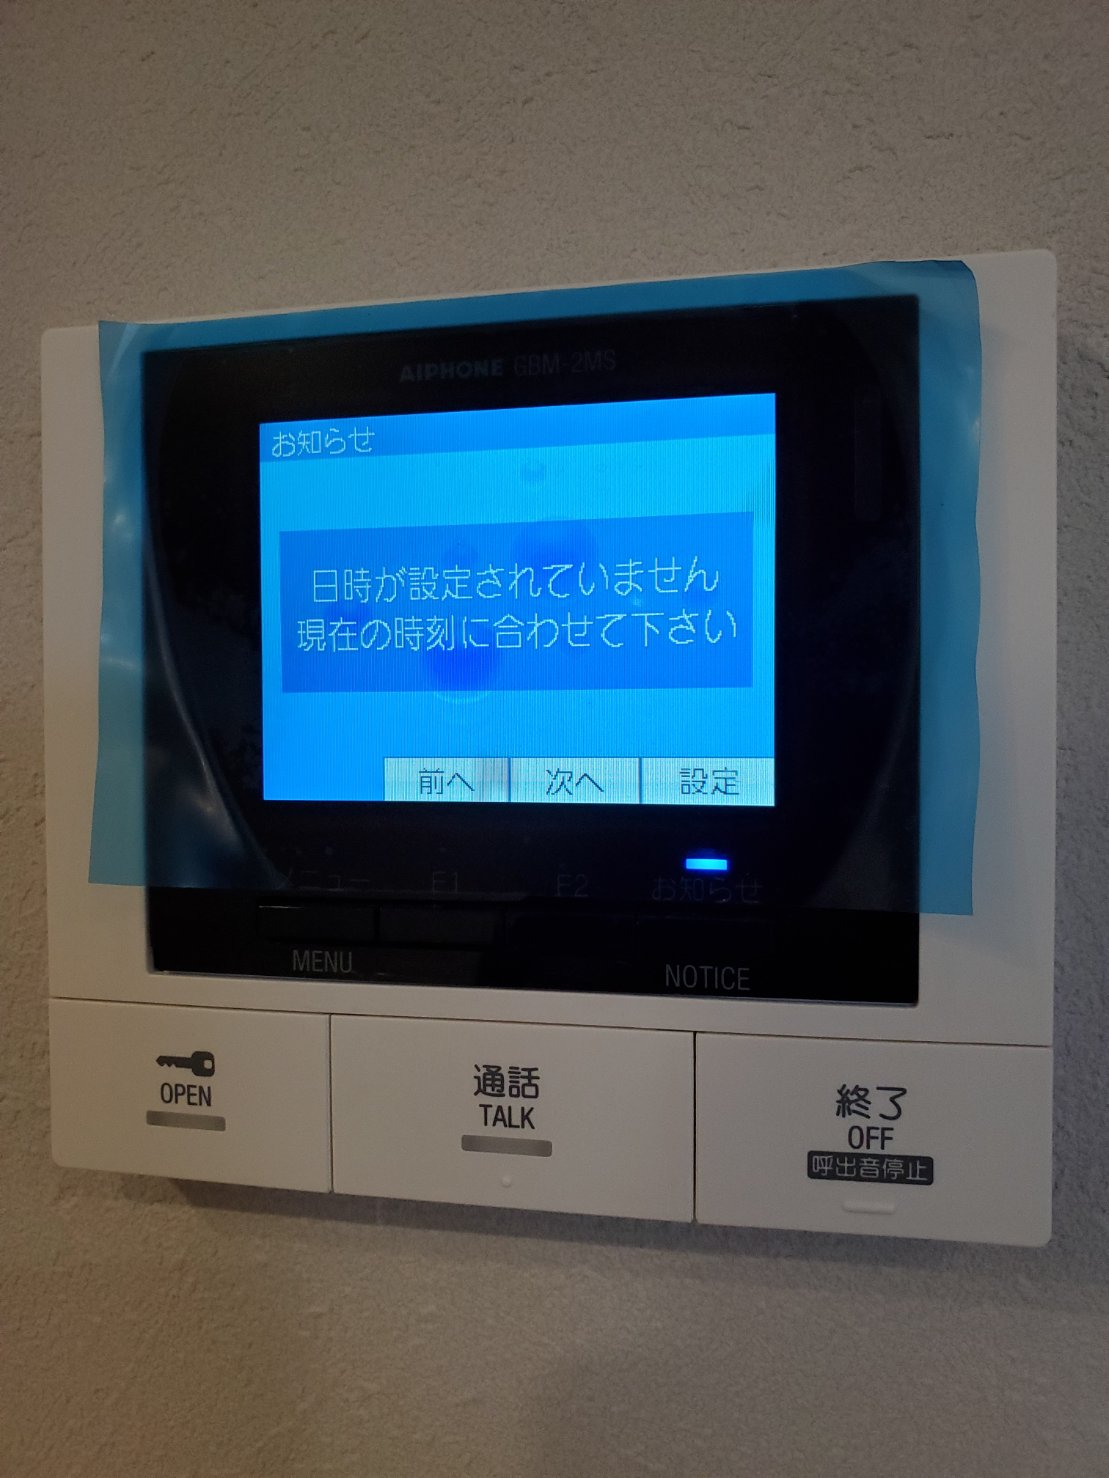 AIPHONE GBM-2MS
お知らせ
日時が設定されていません
現在の時刻に合わせて下さい
前へ 次へ 設定
メニュー F1 F2 お知らせ
MENU NOTICE
OPEN
通話
TALK
終了
OFF
呼出音停止